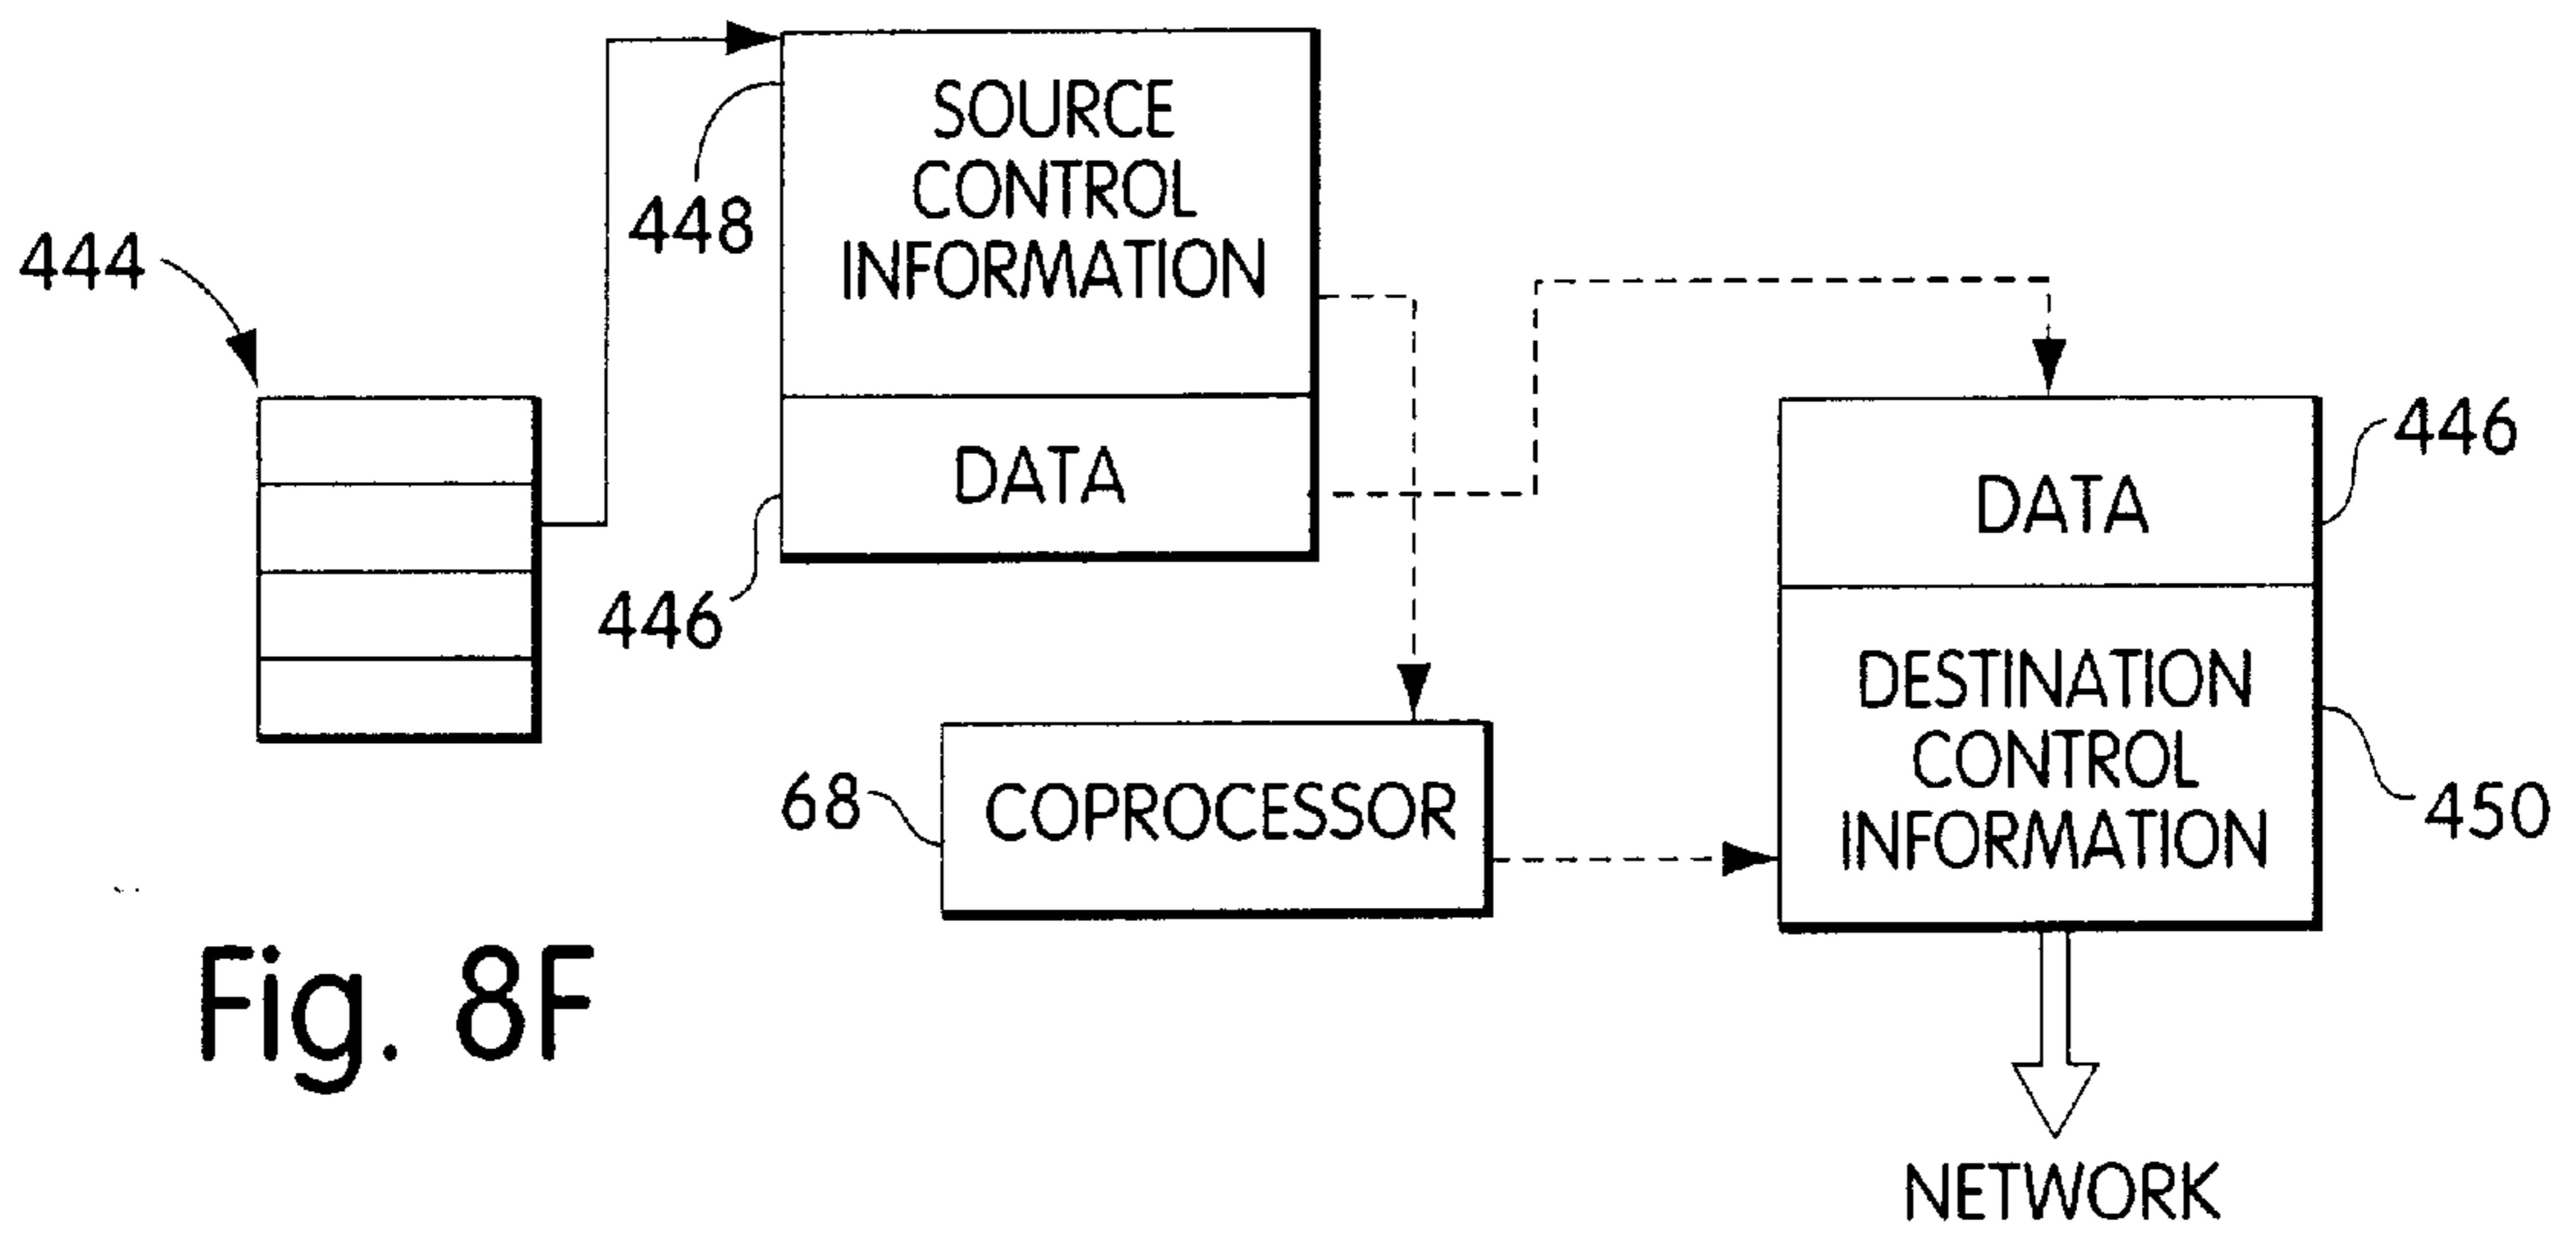 SOURCE
CONTROL
INFORMATION
448
444
DATA
446
446
DATA
DESTINATION
CONTROL
INFORMATION
450
68
COPROCESSOR
Fig. 8F
NETWORK